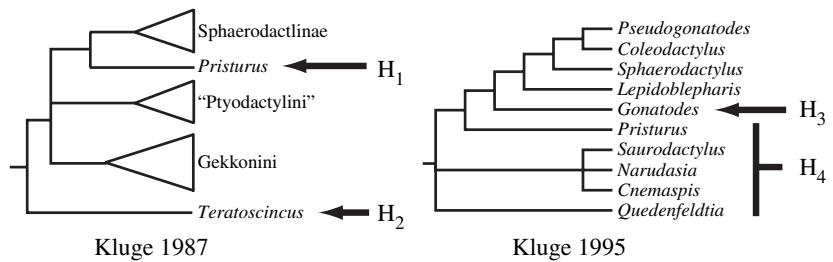 Sphaerodactlinae
Pristurus
H1
"Ptyodactylini"
Gekkonini
Teratoscincus
H2
Kluge 1987
Pseudogonatodes
Coleodactylus
Sphaerodactylus
Lepidoblepharis
Gonatodes
H3
Pristurus
Saurodactylus
Narudasia
H4
Cnemaspis
Quedenfeldtia
Kluge 1995